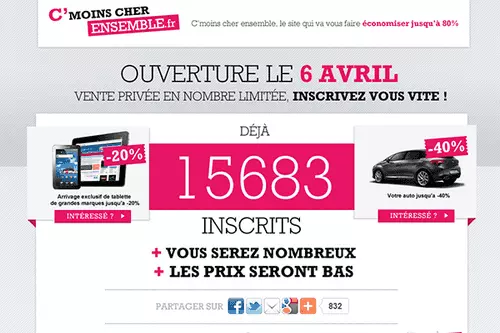 C'MOINS CHER
ENSEMBLE.fr
C'moins cher ensemble, le site qui va vous faire économiser jusqu'à 80%
OUVERTURE LE 6 AVRIL
VENTE PRIVÉE EN NOMBRE LIMITÉE, INSCRIVEZ VOUS VITE !
DÉJÀ
-20%
15683
-40%
Arrivage exclusif de tablette
de grandes marques jusqu'a -20%
Votre auto jusqu'a -40%
INTÉRESSÉ ?
INTÉRESSÉ ?
INSCRITS
+ VOUS SEREZ NOMBREUX
+ LES PRIX SERONT BAS
PARTAGER SUR
832